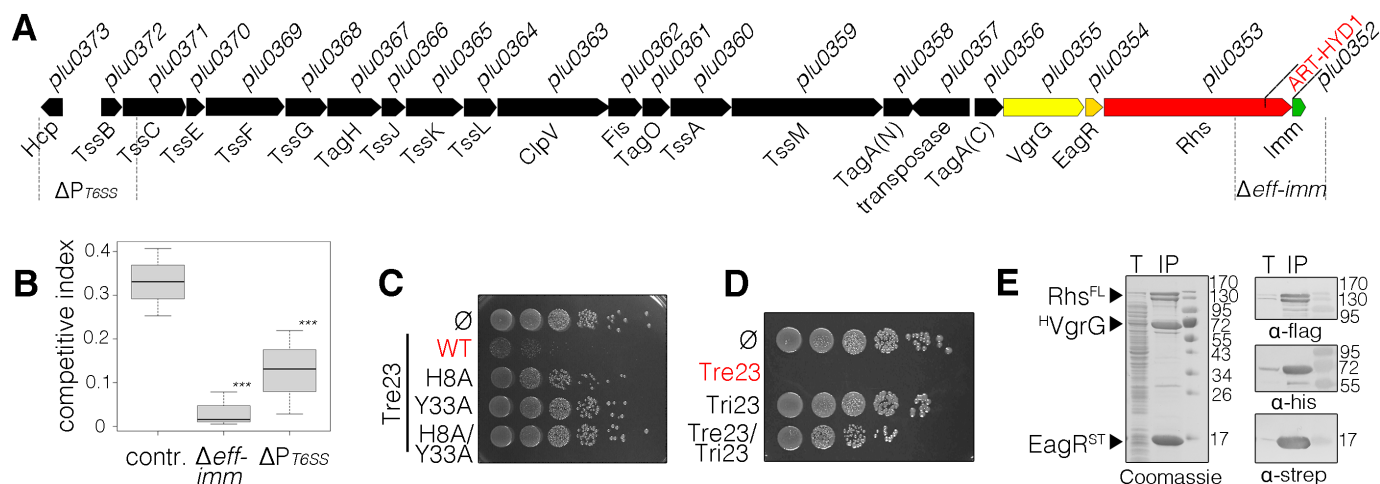 A
plu0373 plu0372 plu0371 plu0370 plu0369 plu0368 plu0367 plu0366 plu0365 plu0364 plu0363 plu0362 plu0361 plu0360 plu0359 plu0358 plu0357 plu0356 plu0355 plu0354 plu0353 ART-HYD1 plu0352
Hcp TssB TssC TssE TssF TssG TagH TssJ TssK TssL ClpV Fis TagO TssA TssM TagA(N) transposase TagA(C) VgrG EagR Rhs Imm
ΔPT6SS
Δeff-imm
B
competitive index
0.4
0.3
0.2
0.1
0
***
***
contr. Δeff-imm ΔPT6SS
C
Ø
WT
H8A
Y33A
H8A/
Y33A
Tre23
D
Ø
Tre23
Tri23
Tre23/
Tri23
E
T IP
RhsFL
HVgrG
EagRST
170
130
95
72
55
43
34
26
17
Coomassie
T IP
170
130
95
α-flag
95
72
55
α-his
17
α-strep